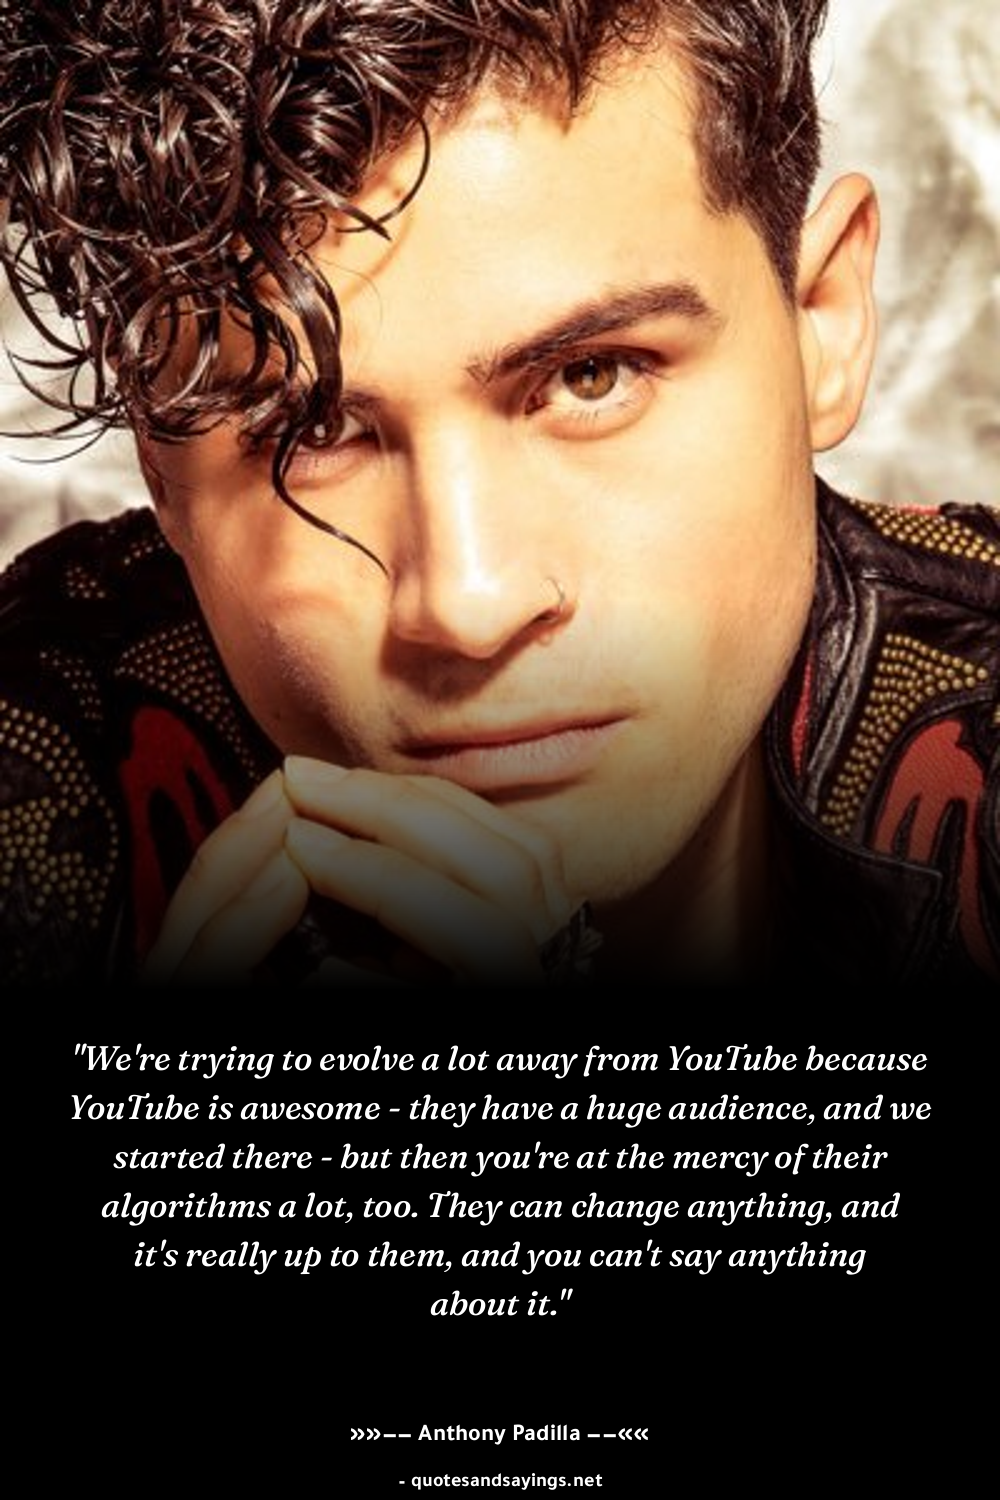 "We're trying to evolve a lot away from YouTube because
YouTube is awesome - they have a huge audience, and we
started there - but then you're at the mercy of their
algorithms a lot, too. They can change anything, and
it's really up to them, and you can't say anything
about it."
»»–– Anthony Padilla ––««
- quotesandsayings.net